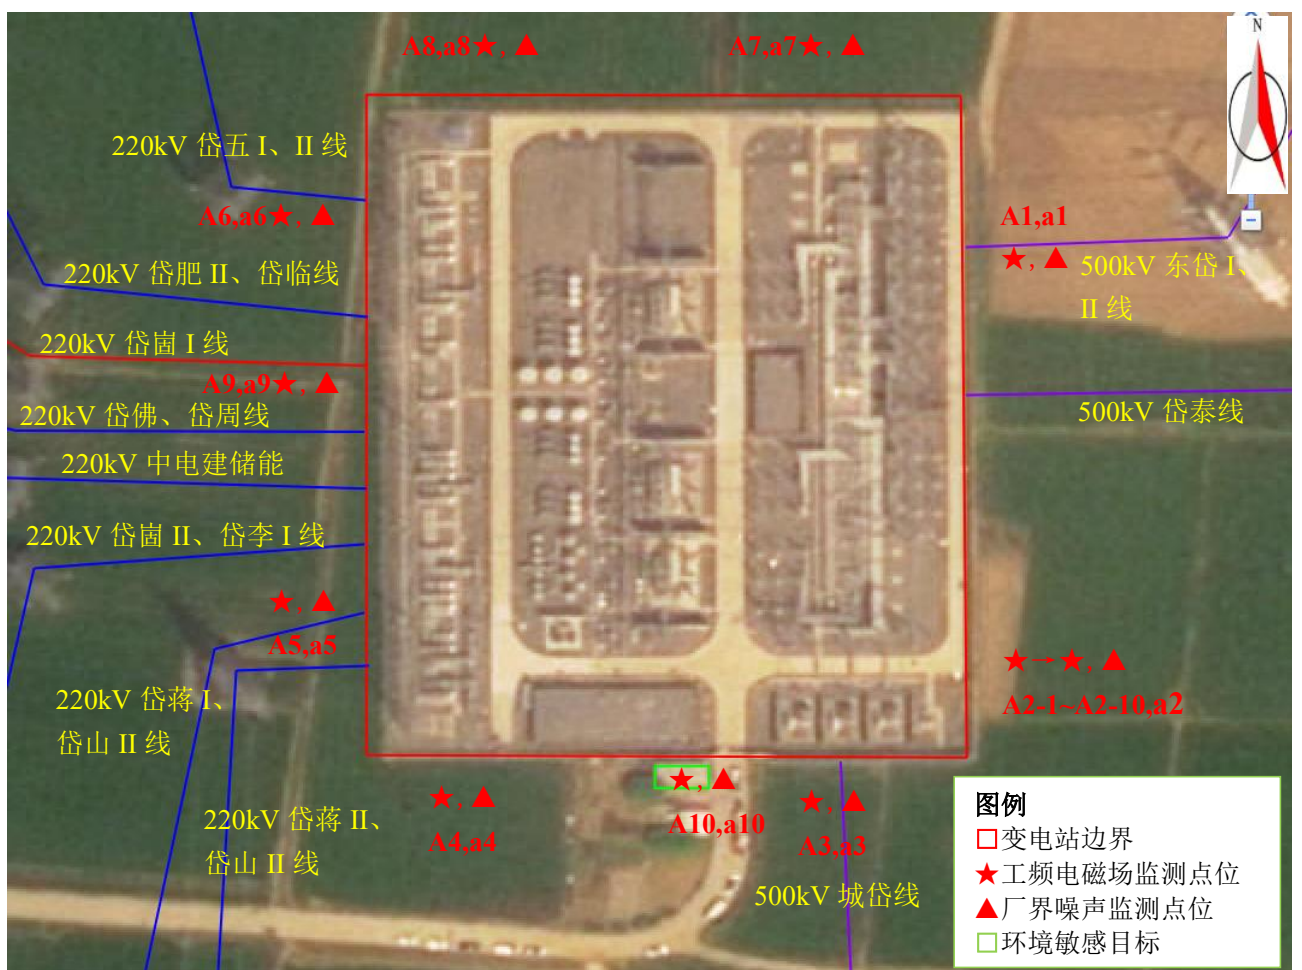 A8,a8★, ▲
A7,a7★, ▲
N
220kV 岱五 I、II 线
A6,a6★, ▲
A1,a1
★, ▲
500kV 东岱 I、
II 线
220kV 岱肥 II、岱临线
220kV 岱崮 I 线
A9,a9★, ▲
220kV 岱佛、岱周线
500kV 岱泰线
220kV 中电建储能
220kV 岱崮 II、岱李 I 线
★, ▲
A5,a5
★→★, ▲
A2-1~A2-10,a2
220kV 岱蒋 I、
岱山 II 线
★, ▲
A4,a4
★, ▲
A10,a10
★, ▲
A3,a3
220kV 岱蒋 II、
岱山 II 线
500kV 城岱线
图例
变电站边界
★工频电磁场监测点位
▲厂界噪声监测点位
环境敏感目标